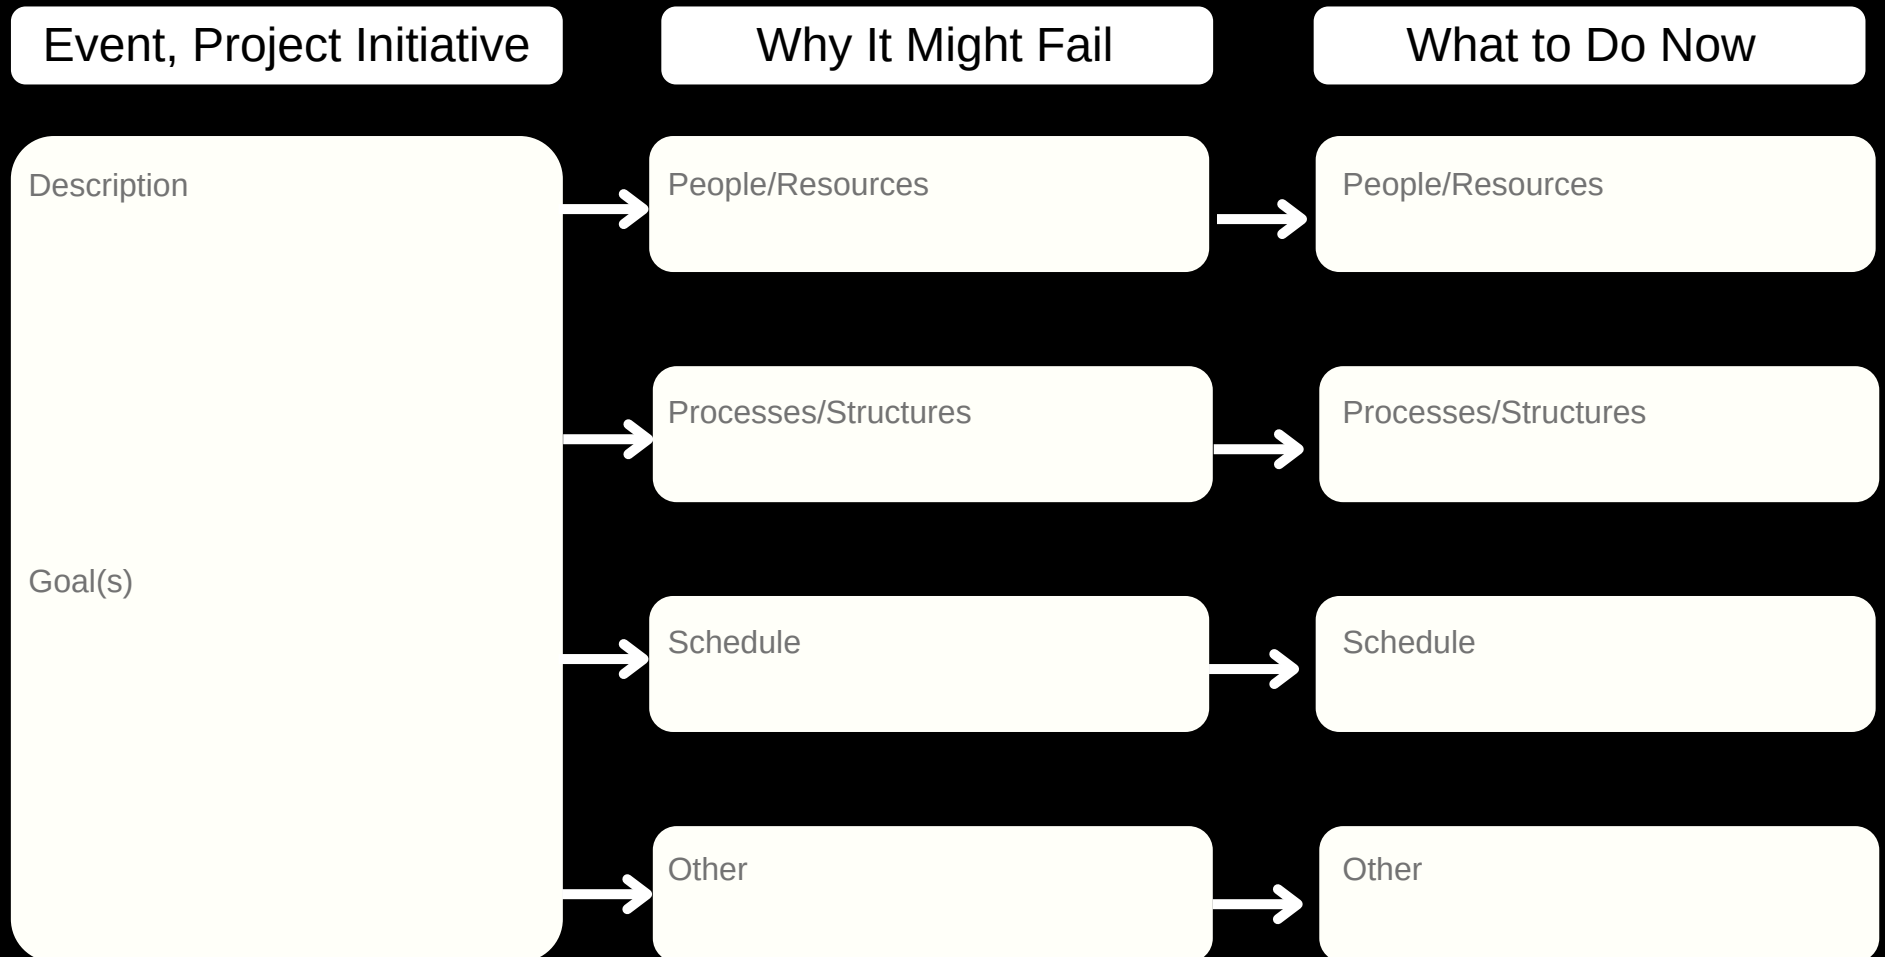 Event, Project Initiative
Why It Might Fail
What to Do Now
Description
People/Resources
People/Resources
Processes/Structures
Processes/Structures
Goal(s)
Schedule
Schedule
Other
Other